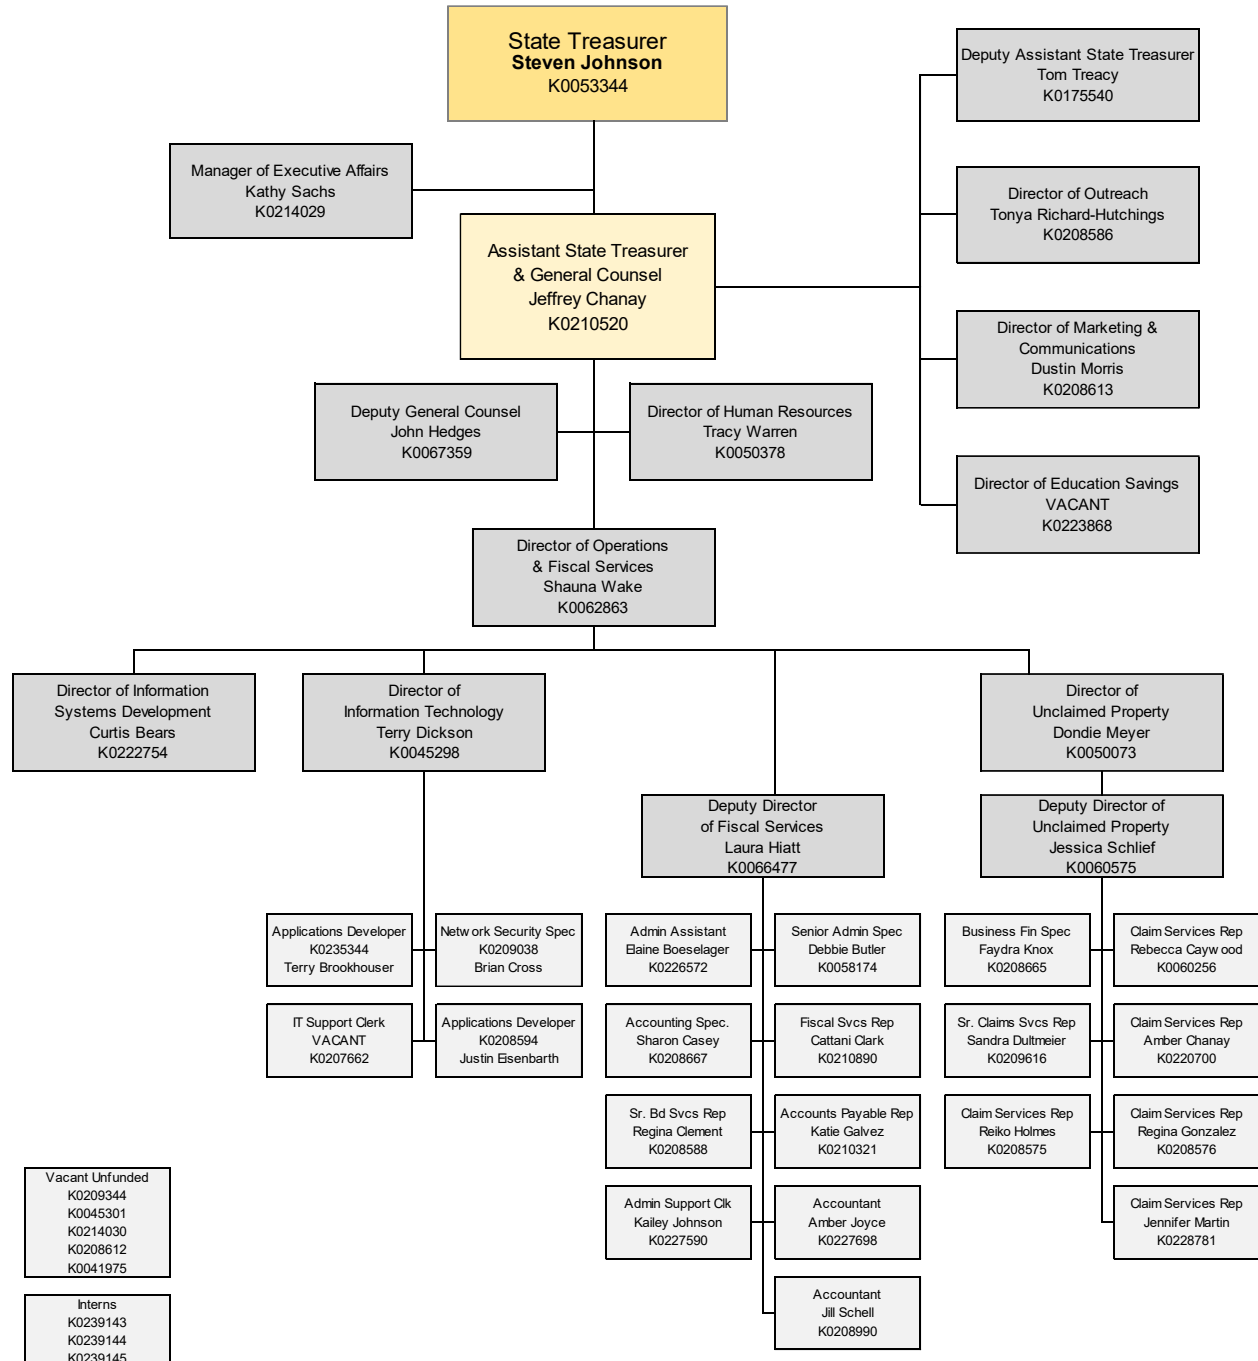 State Treasurer
Steven Johnson
K0053344
Deputy Assistant State Treasurer
Tom Treacy
K0175540
Manager of Executive Affairs
Kathy Sachs
K0214029
Director of Outreach
Tonya Richard-Hutchings
K0208586
Assistant State Treasurer
& General Counsel
Jeffrey Chanay
K0210520
Director of Marketing &
Communications
Dustin Morris
K0208613
Deputy General Counsel
John Hedges
K0067359
Director of Human Resources
Tracy Warren
K0050378
Director of Education Savings
VACANT
K0223868
Director of Operations
& Fiscal Services
Shauna Wake
K0062863
Director of Information
Systems Development
Curtis Bears
K0222754
Director of
Information Technology
Terry Dickson
K0045298
Director of
Unclaimed Property
Dondie Meyer
K0050073
Deputy Director
of Fiscal Services
Laura Hiatt
K0066477
Deputy Director of
Unclaimed Property
Jessica Schlief
K0060575
Applications Developer
K0235344
Terry Brookhouser
Network Security Spec
K0209038
Brian Cross
Admin Assistant
Elaine Boeselager
K0226572
Senior Admin Spec
Debbie Butler
K0058174
Business Fin Spec
Faydra Knox
K0208665
Claim Services Rep
Rebecca Caywood
K0060256
IT Support Clerk
VACANT
K0207662
Applications Developer
K0208594
Justin Eisenbarth
Accounting Spec.
Sharon Casey
K0208667
Fiscal Svcs Rep
Cattani Clark
K0210890
Sr. Claims Svcs Rep
Sandra Dultmeier
K0209616
Claim Services Rep
Amber Chanay
K0220700
Sr. Bd Svcs Rep
Regina Clement
K0208588
Accounts Payable Rep
Katie Galvez
K0210321
Claim Services Rep
Reiko Holmes
K0208575
Claim Services Rep
Regina Gonzalez
K0208576
Vacant Unfunded
K0209344
K0045301
K0214030
K0208612
K0041975
Admin Support Clk
Kailey Johnson
K0227590
Accountant
Amber Joyce
K0227698
Claim Services Rep
Jennifer Martin
K0228781
Interns
K0239143
K0239144
K0239145
Accountant
Jill Schell
K0208990